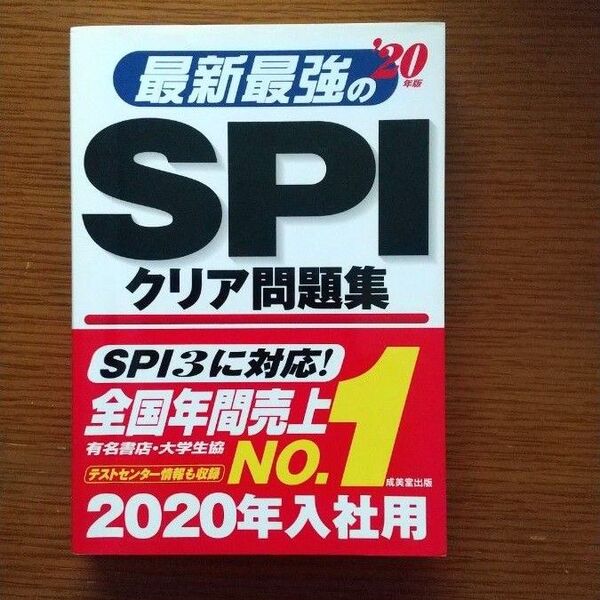 最新最強の
'20年版
SPI
クリア問題集
SPI3に対応!
全国年間売上
有名書店・大学生協
NO.1
テストセンター情報も収録
成美堂出版
2020年入社用